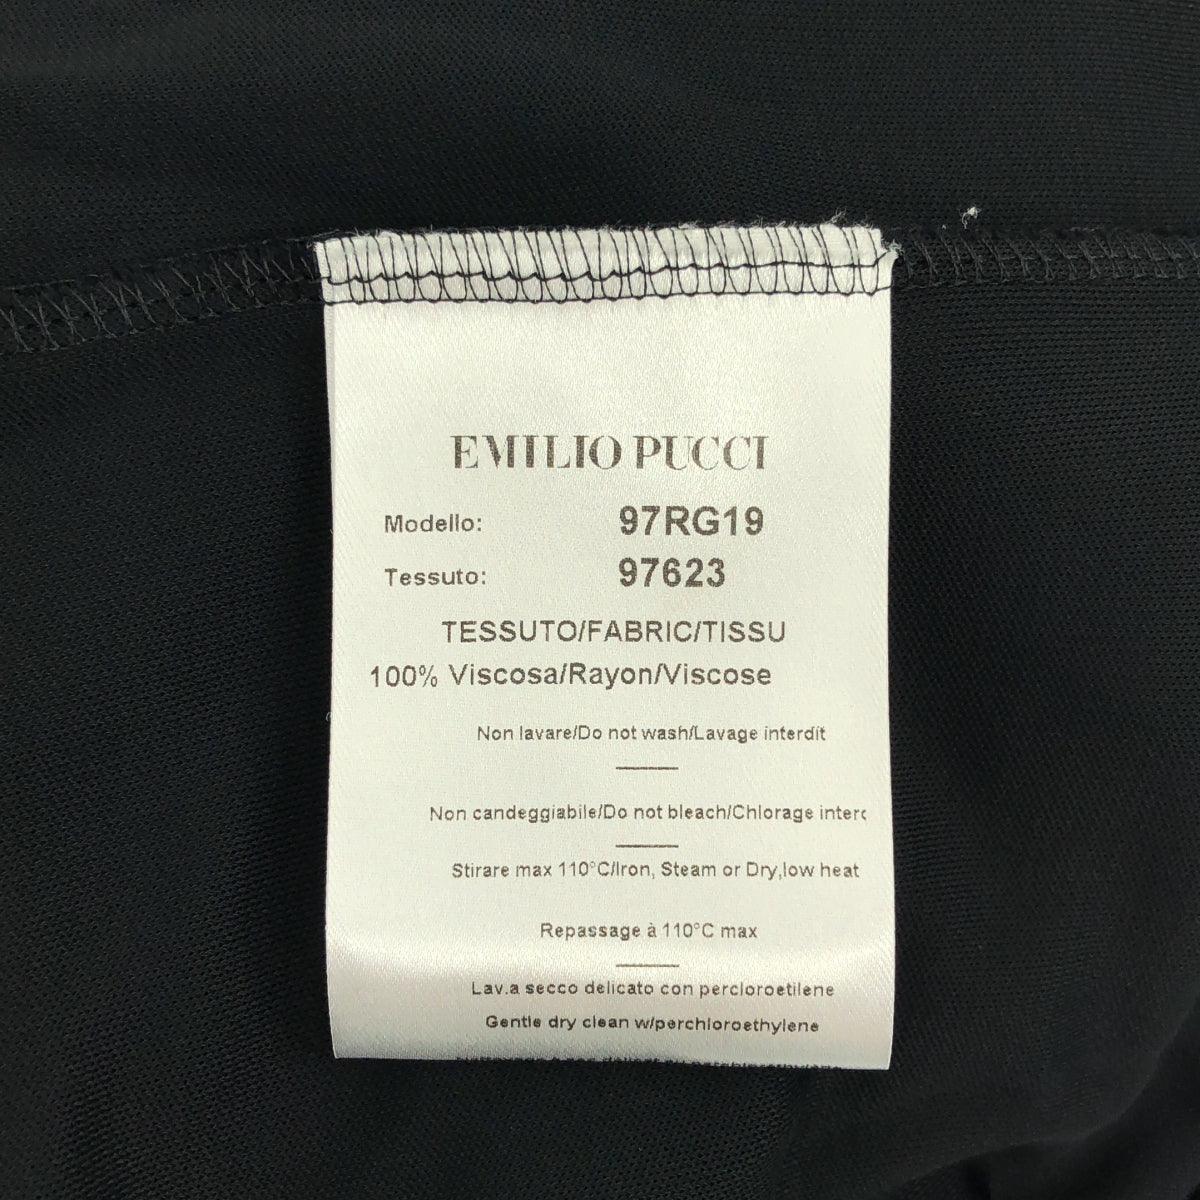 EMILIO PUCCI
Modello: 97RG19
Tessuto: 97623
TESSUTO/FABRIC/TISSU
100% Viscosa/Rayon/Viscose
Non lavare/Do not wash/Lavage interdit
Non candeggiabile/Do not bleach/Chlorage interc
Stirare max 110°C/Iron, Steam or Dry,low heat
Repassage à 110°C max
Lav.a secco delicato con percloroetilene
Gentle dry clean w/perchloroethylene